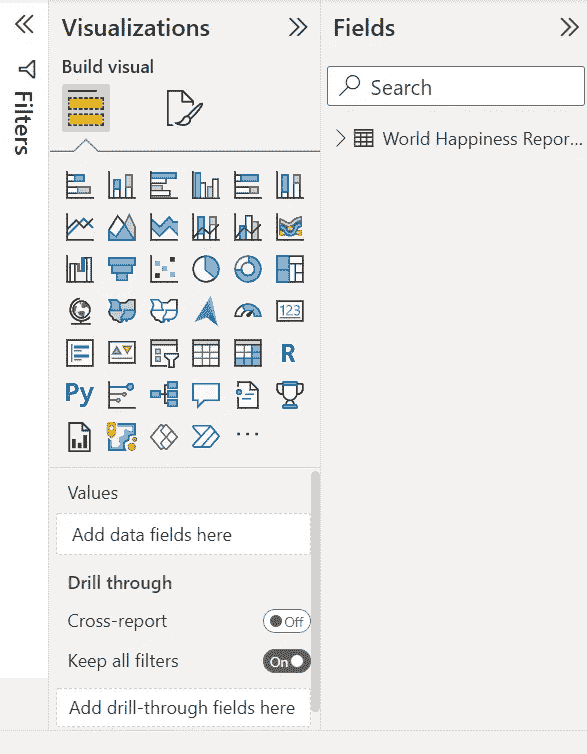 Filters
Visualizations
Build visual
123
R
Py
...
Values
Add data fields here
Drill through
Cross-report
Off
Keep all filters
On
Add drill-through fields here
Fields
Search
World Happiness Repor...